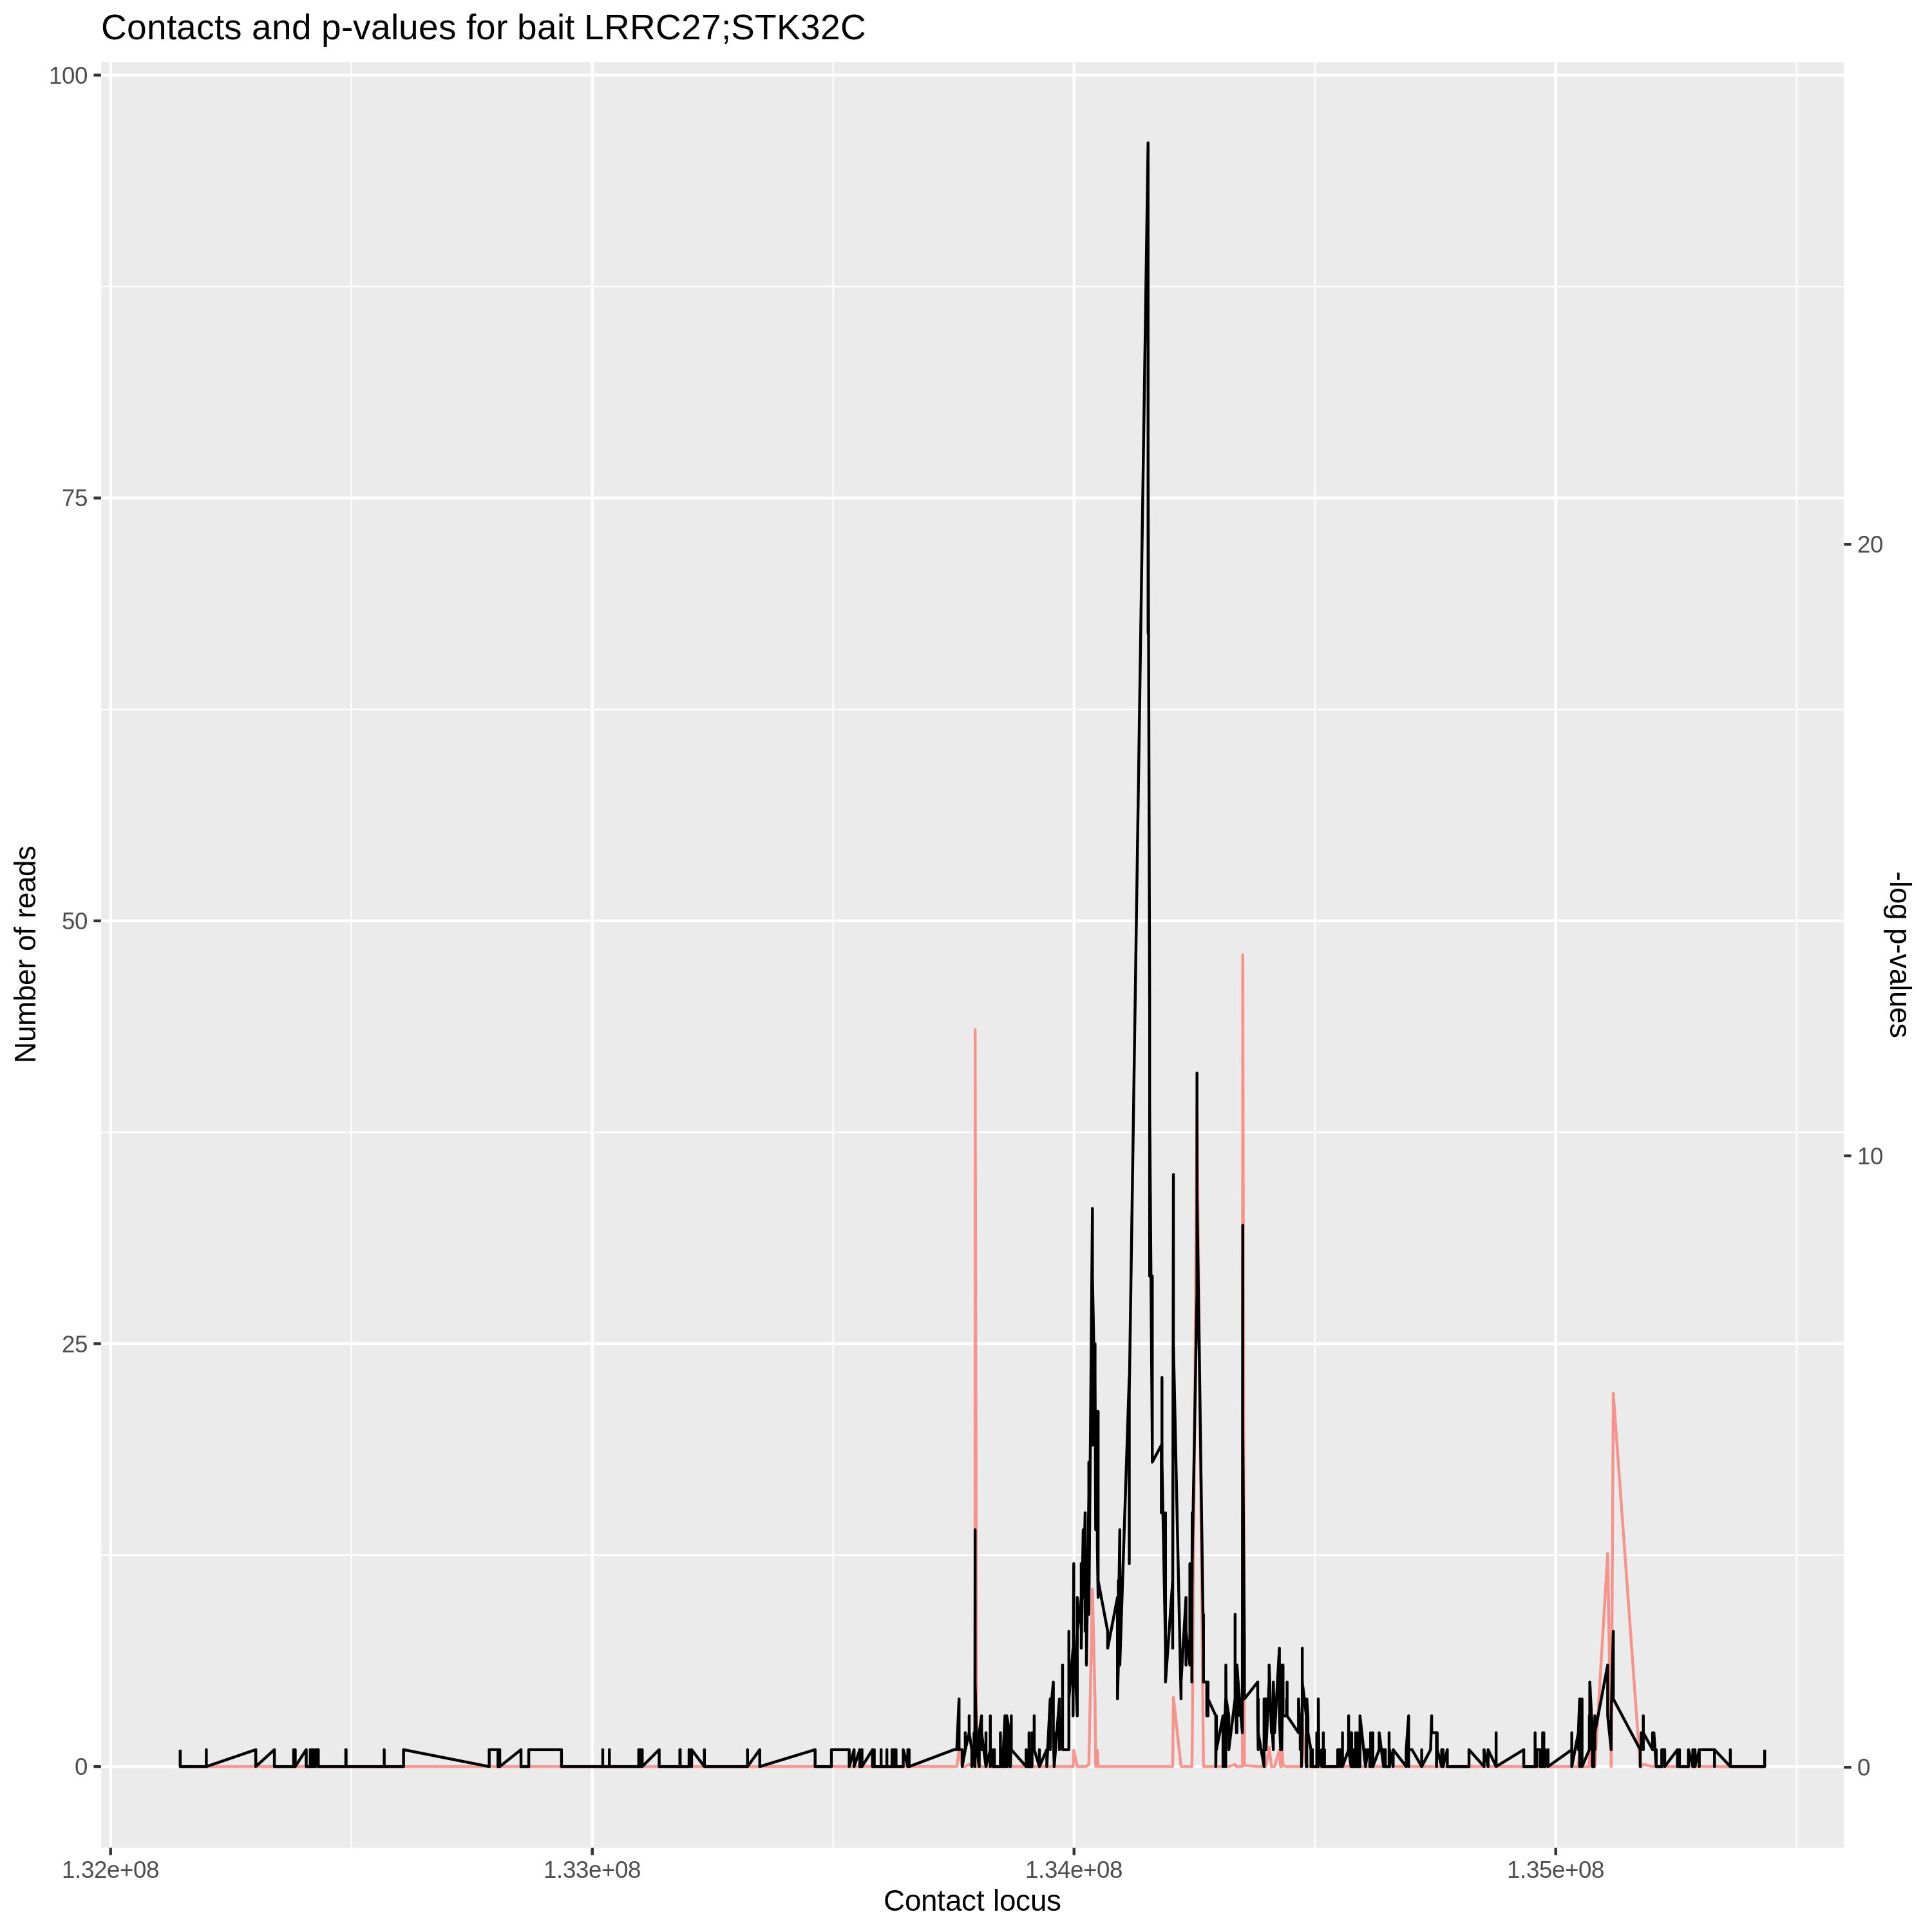 Contacts and p-values for bait LRRC27;STK32C
100
75
50
25
0
Number of reads
20
10
0
-log p-values
1.32e+08
1.33e+08
1.34e+08
1.35e+08
Contact locus